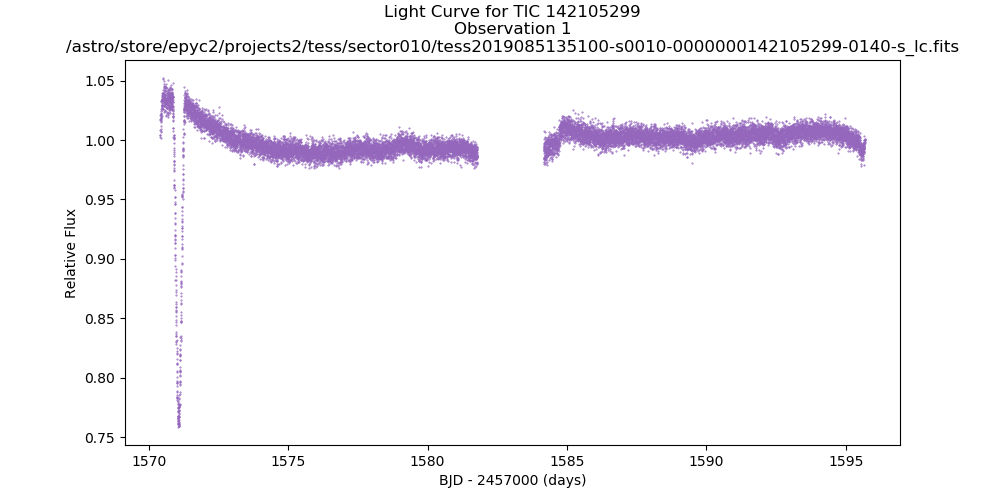 Light Curve for TIC 142105299
Observation 1
/astro/store/epyc2/projects2/tess/sector010/tess2019085135100-s0010-0000000142105299-0140-s_lc.fits
1.05
1.00
0.95
0.90
0.85
0.80
0.75
Relative Flux
1570
1575
1580
1585
1590
1595
BJD - 2457000 (days)